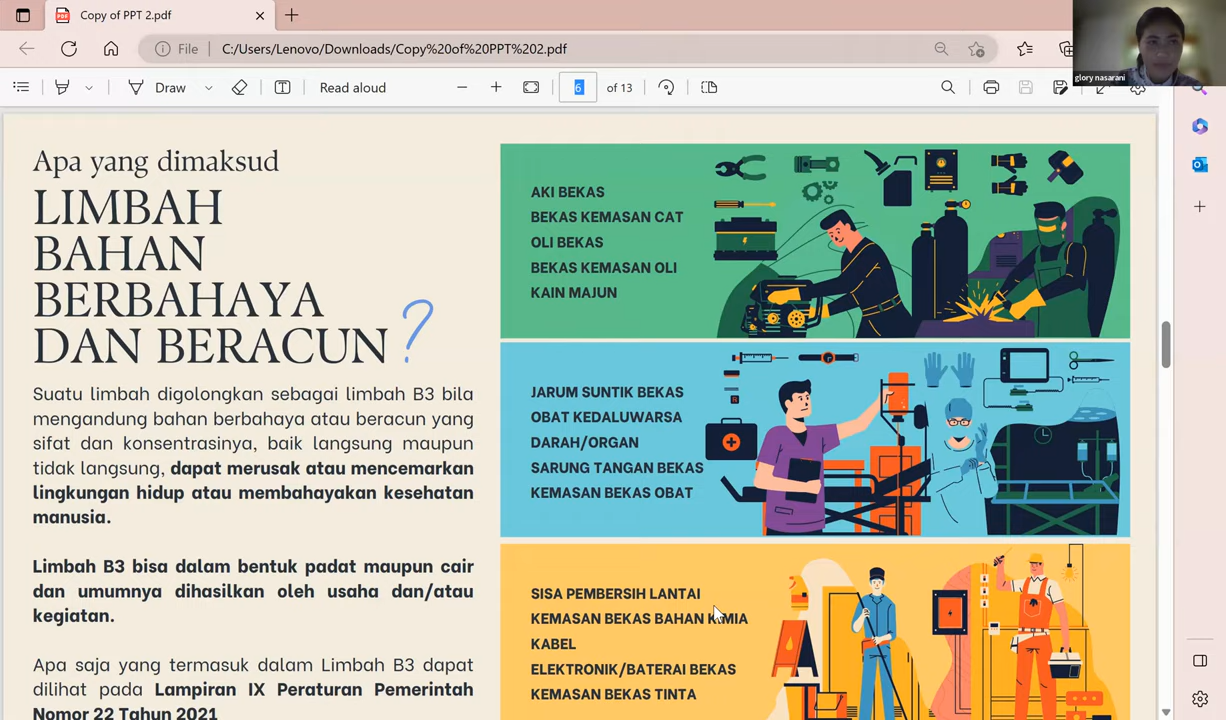 Copy of PPT 2.pdf
File
C:/Users/Lenovo/Downloads/Copy%20of%20PPT%202.pdf
glory nasarani
Draw
Read aloud
6 of 13
Apa yang dimaksud
LIMBAH
BAHAN
BERBAHAYA
DAN BERACUN ?
Suatu limbah digolongkan sebagai limbah B3 bila
mengandung bahan berbahaya atau beracun yang
sifat dan konsentrasinya, baik langsung maupun
tidak langsung, dapat merusak atau mencemarkan
lingkungan hidup atau membahayakan kesehatan
manusia.
Limbah B3 bisa dalam bentuk padat maupun cair
dan umumnya dihasilkan oleh usaha dan/atau
kegiatan.
Apa saja yang termasuk dalam Limbah B3 dapat
dilihat pada Lampiran IX Peraturan Pemerintah
Nomor 22 Tahun 2021
AKI BEKAS
BEKAS KEMASAN CAT
OLI BEKAS
BEKAS KEMASAN OLI
KAIN MAJUN
JARUM SUNTIK BEKAS
OBAT KEDALUWARSA
DARAH/ORGAN
SARUNG TANGAN BEKAS
KEMASAN BEKAS OBAT
SISA PEMBERSIH LANTAI
KEMASAN BEKAS BAHAN KIMIA
KABEL
ELEKTRONIK/BATERAI BEKAS
KEMASAN BEKAS TINTA